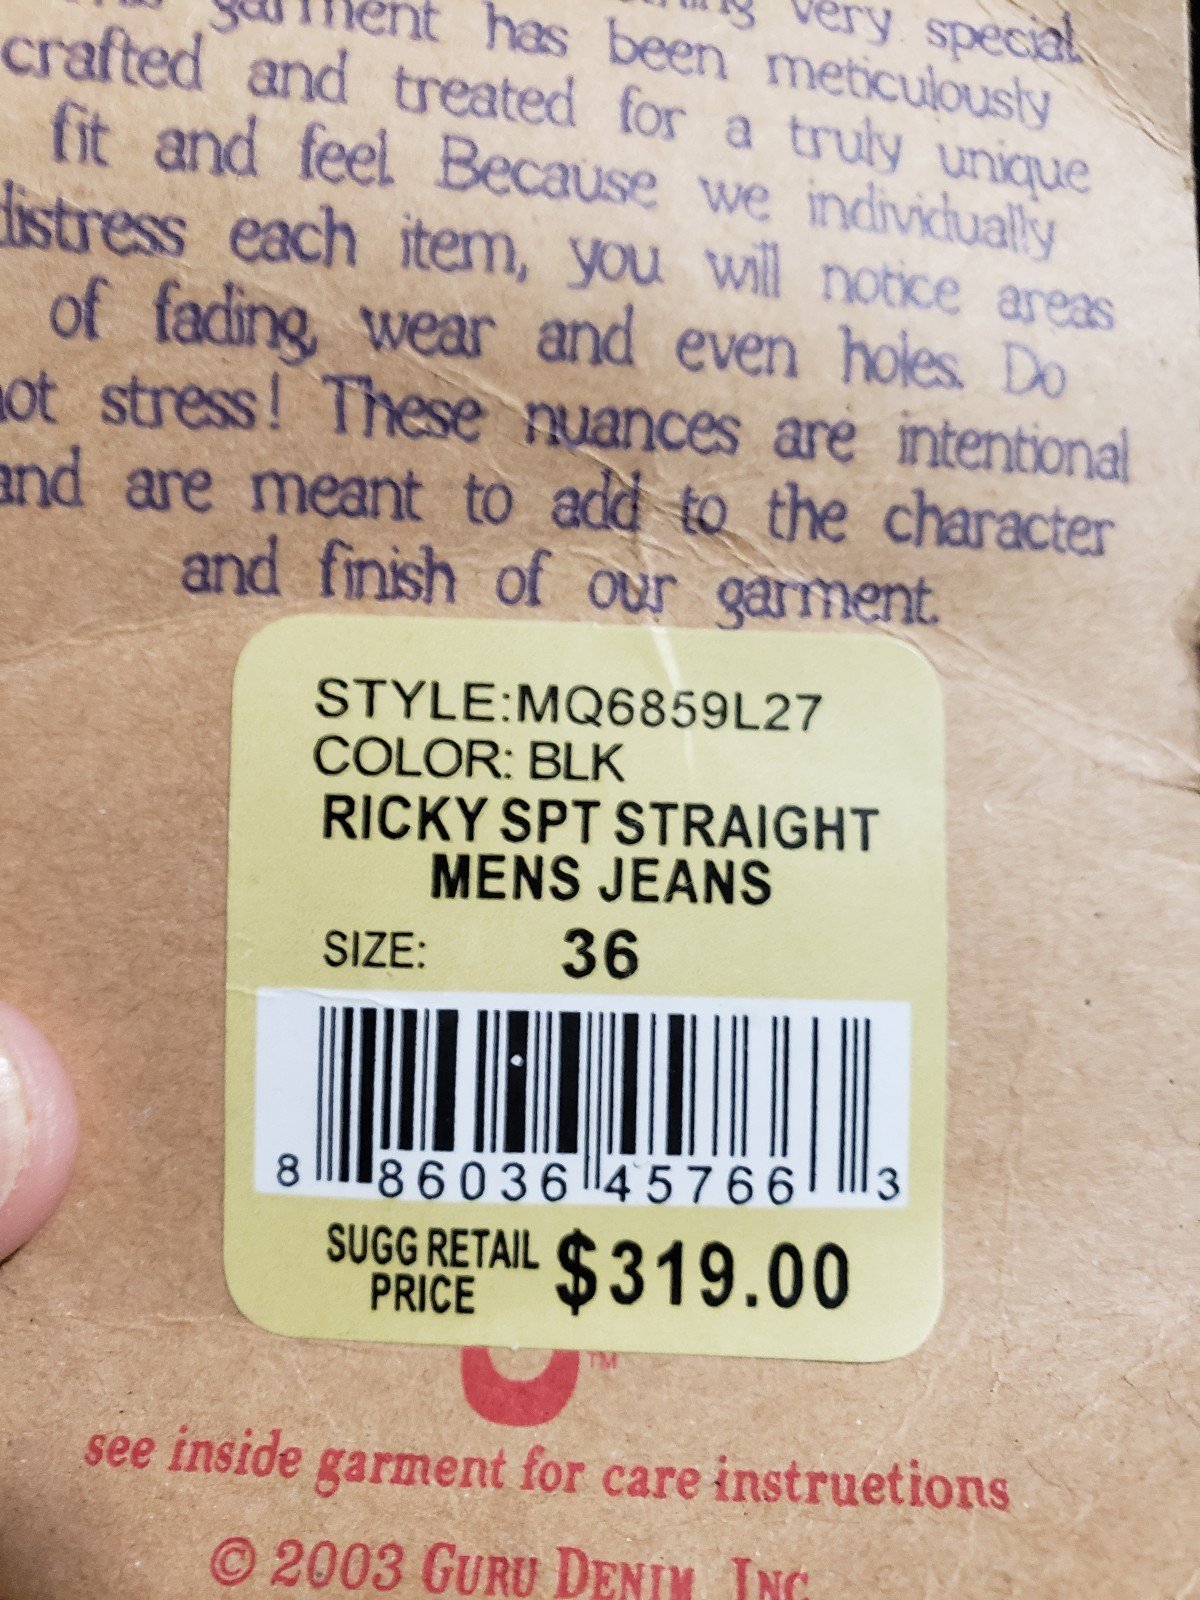 garment has been meticulously
very special.
crafted and treated for a truly unique
fit and feel. Because we individually
distress each item, you will notice areas
of fading, wear and even holes. Do
not stress! These nuances are intentional
and are meant to add to the character
and finish of our garment.
STYLE:MQ6859L27
COLOR: BLK
RICKY SPT STRAIGHT
MENS JEANS
SIZE: 36
8 86036 45766 3
SUGG RETAIL PRICE $319.00
TM
see inside garment for care instruetions
© 2003 GURU DENIM, INC